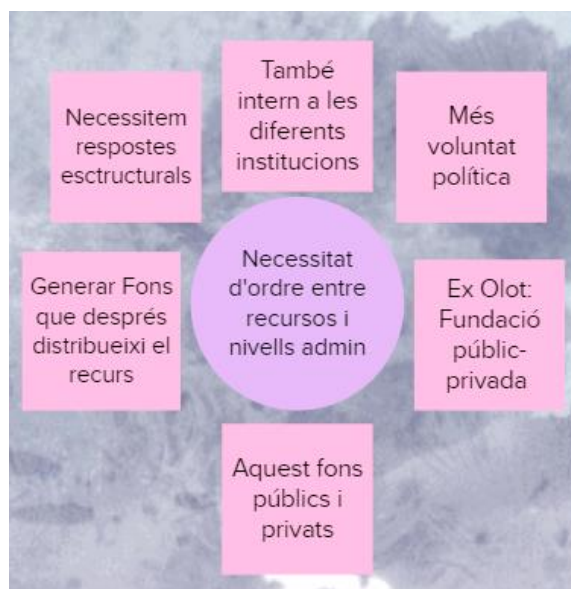 També
intern a les
diferents
institucions
Necessitem
respostes
esctructurals
Més
voluntat
política
Necessitat
d'ordre entre
recursos i
nivells admin
Generar Fons
que després
distribueixi el
recurs
Ex Olot:
Fundació
públic-
privada
Aquest fons
públics i
privats